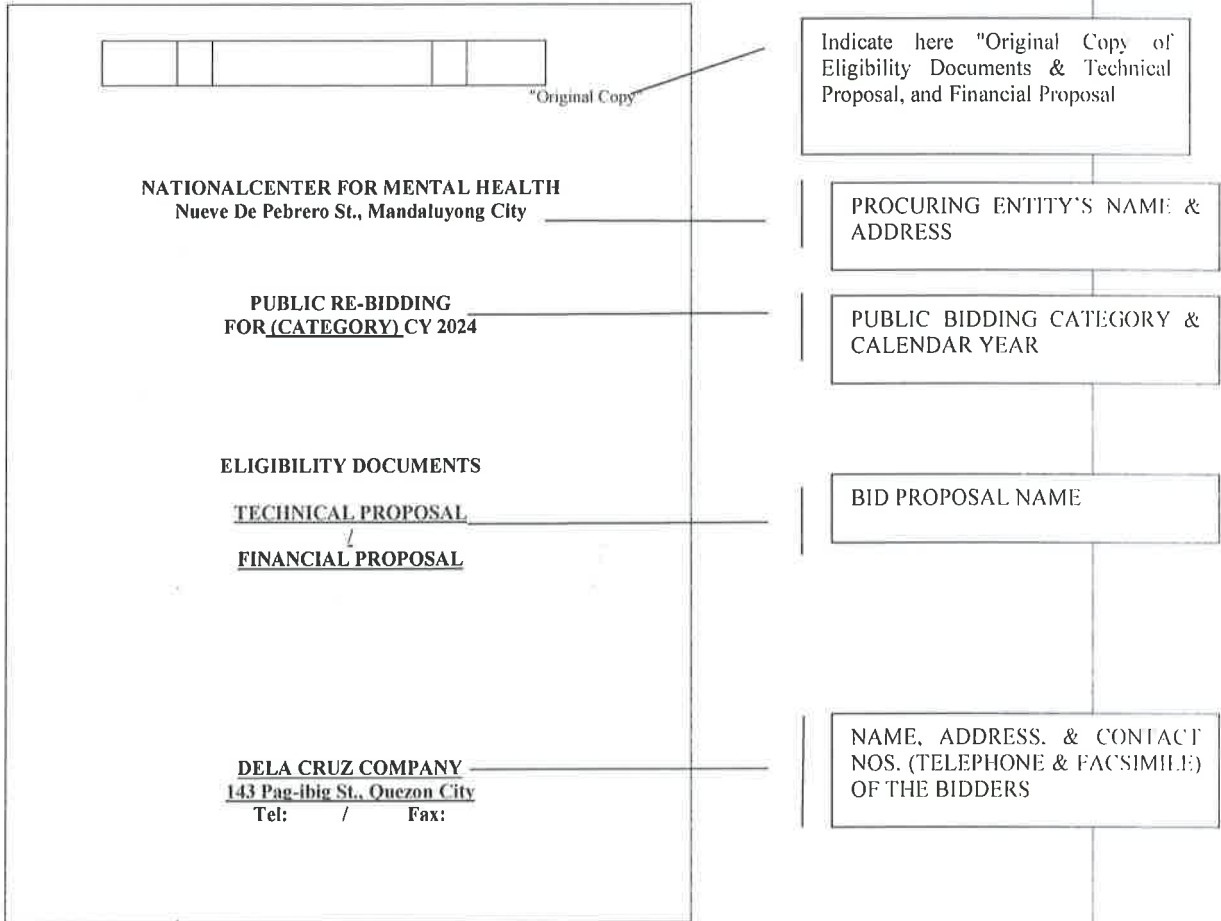 "Original Copy"
Indicate here "Original Copy of
Eligibility Documents & Technical
Proposal, and Financial Proposal
NATIONALCENTER FOR MENTAL HEALTH
Nueve De Pebrero St., Mandaluyong City
PROCURING ENTITY'S NAME &
ADDRESS
PUBLIC RE-BIDDING
FOR (CATEGORY) CY 2024
PUBLIC BIDDING CATEGORY &
CALENDAR YEAR
ELIGIBILITY DOCUMENTS
TECHNICAL PROPOSAL
/
FINANCIAL PROPOSAL
BID PROPOSAL NAME
DELA CRUZ COMPANY
143 Pag-ibig St., Quezon City
Tel: / Fax:
NAME, ADDRESS. & CONTACT
NOS. (TELEPHONE & FACSIMILE)
OF THE BIDDERS